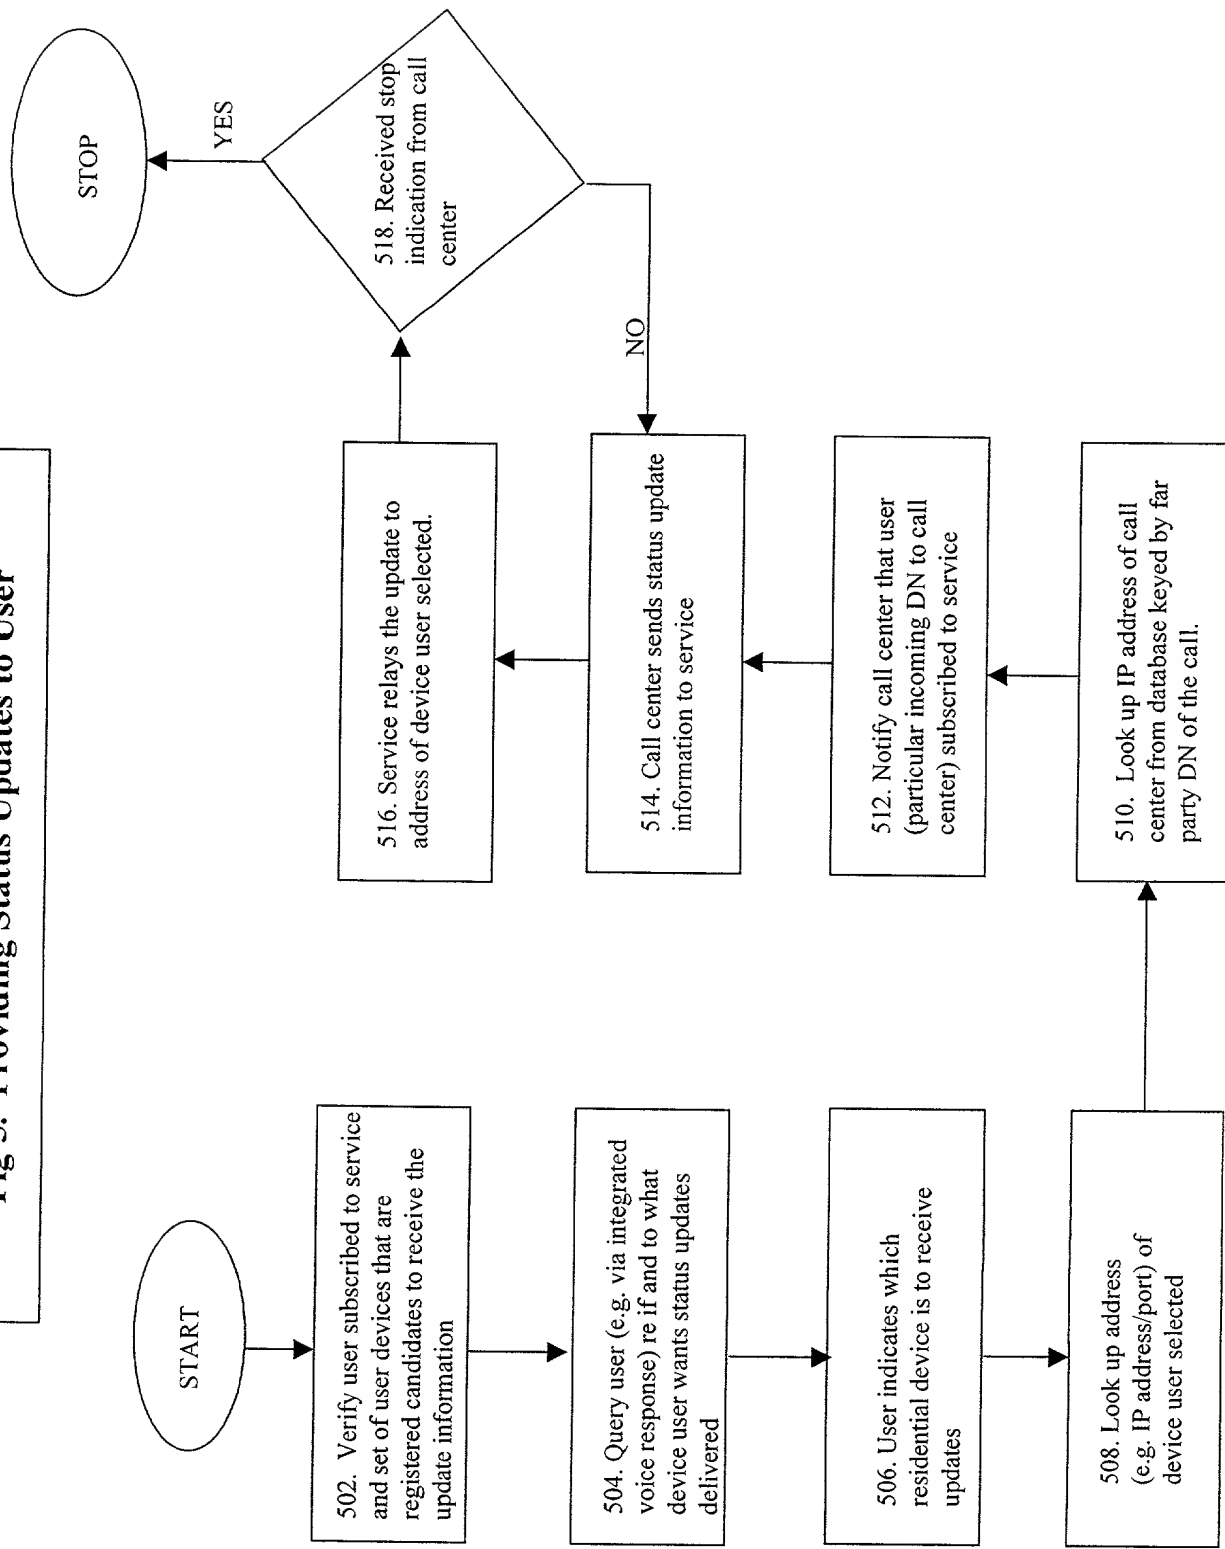 Providing Status Updates to User
START
502. Verify user subscribed to service
and set of user devices that are
registered candidates to receive the
update information
504. Query user (e.g. via integrated
voice response) re if and to what
device user wants status updates
delivered
506. User indicates which
residential device is to receive
updates
508. Look up address
(e.g. IP address/port) of
device user selected
510. Look up IP address of call
center from database keyed by far
party DN of the call.
512. Notify call center that user
(particular incoming DN to call
center) subscribed to service
514. Call center sends status update
information to service
516. Service relays the update to
address of device user selected.
518. Received stop
indication from call
center
NO
YES
STOP